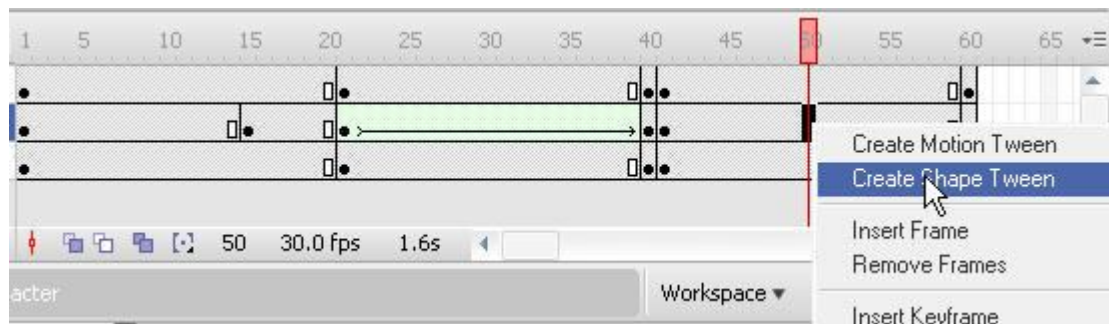 1 5 10 15 20 25 30 35 40 45 50 55 60 65
Create Motion Tween
Create Shape Tween
Insert Frame
Remove Frames
50 30.0 fps 1.6s
acter
Workspace
Insert Keyframe